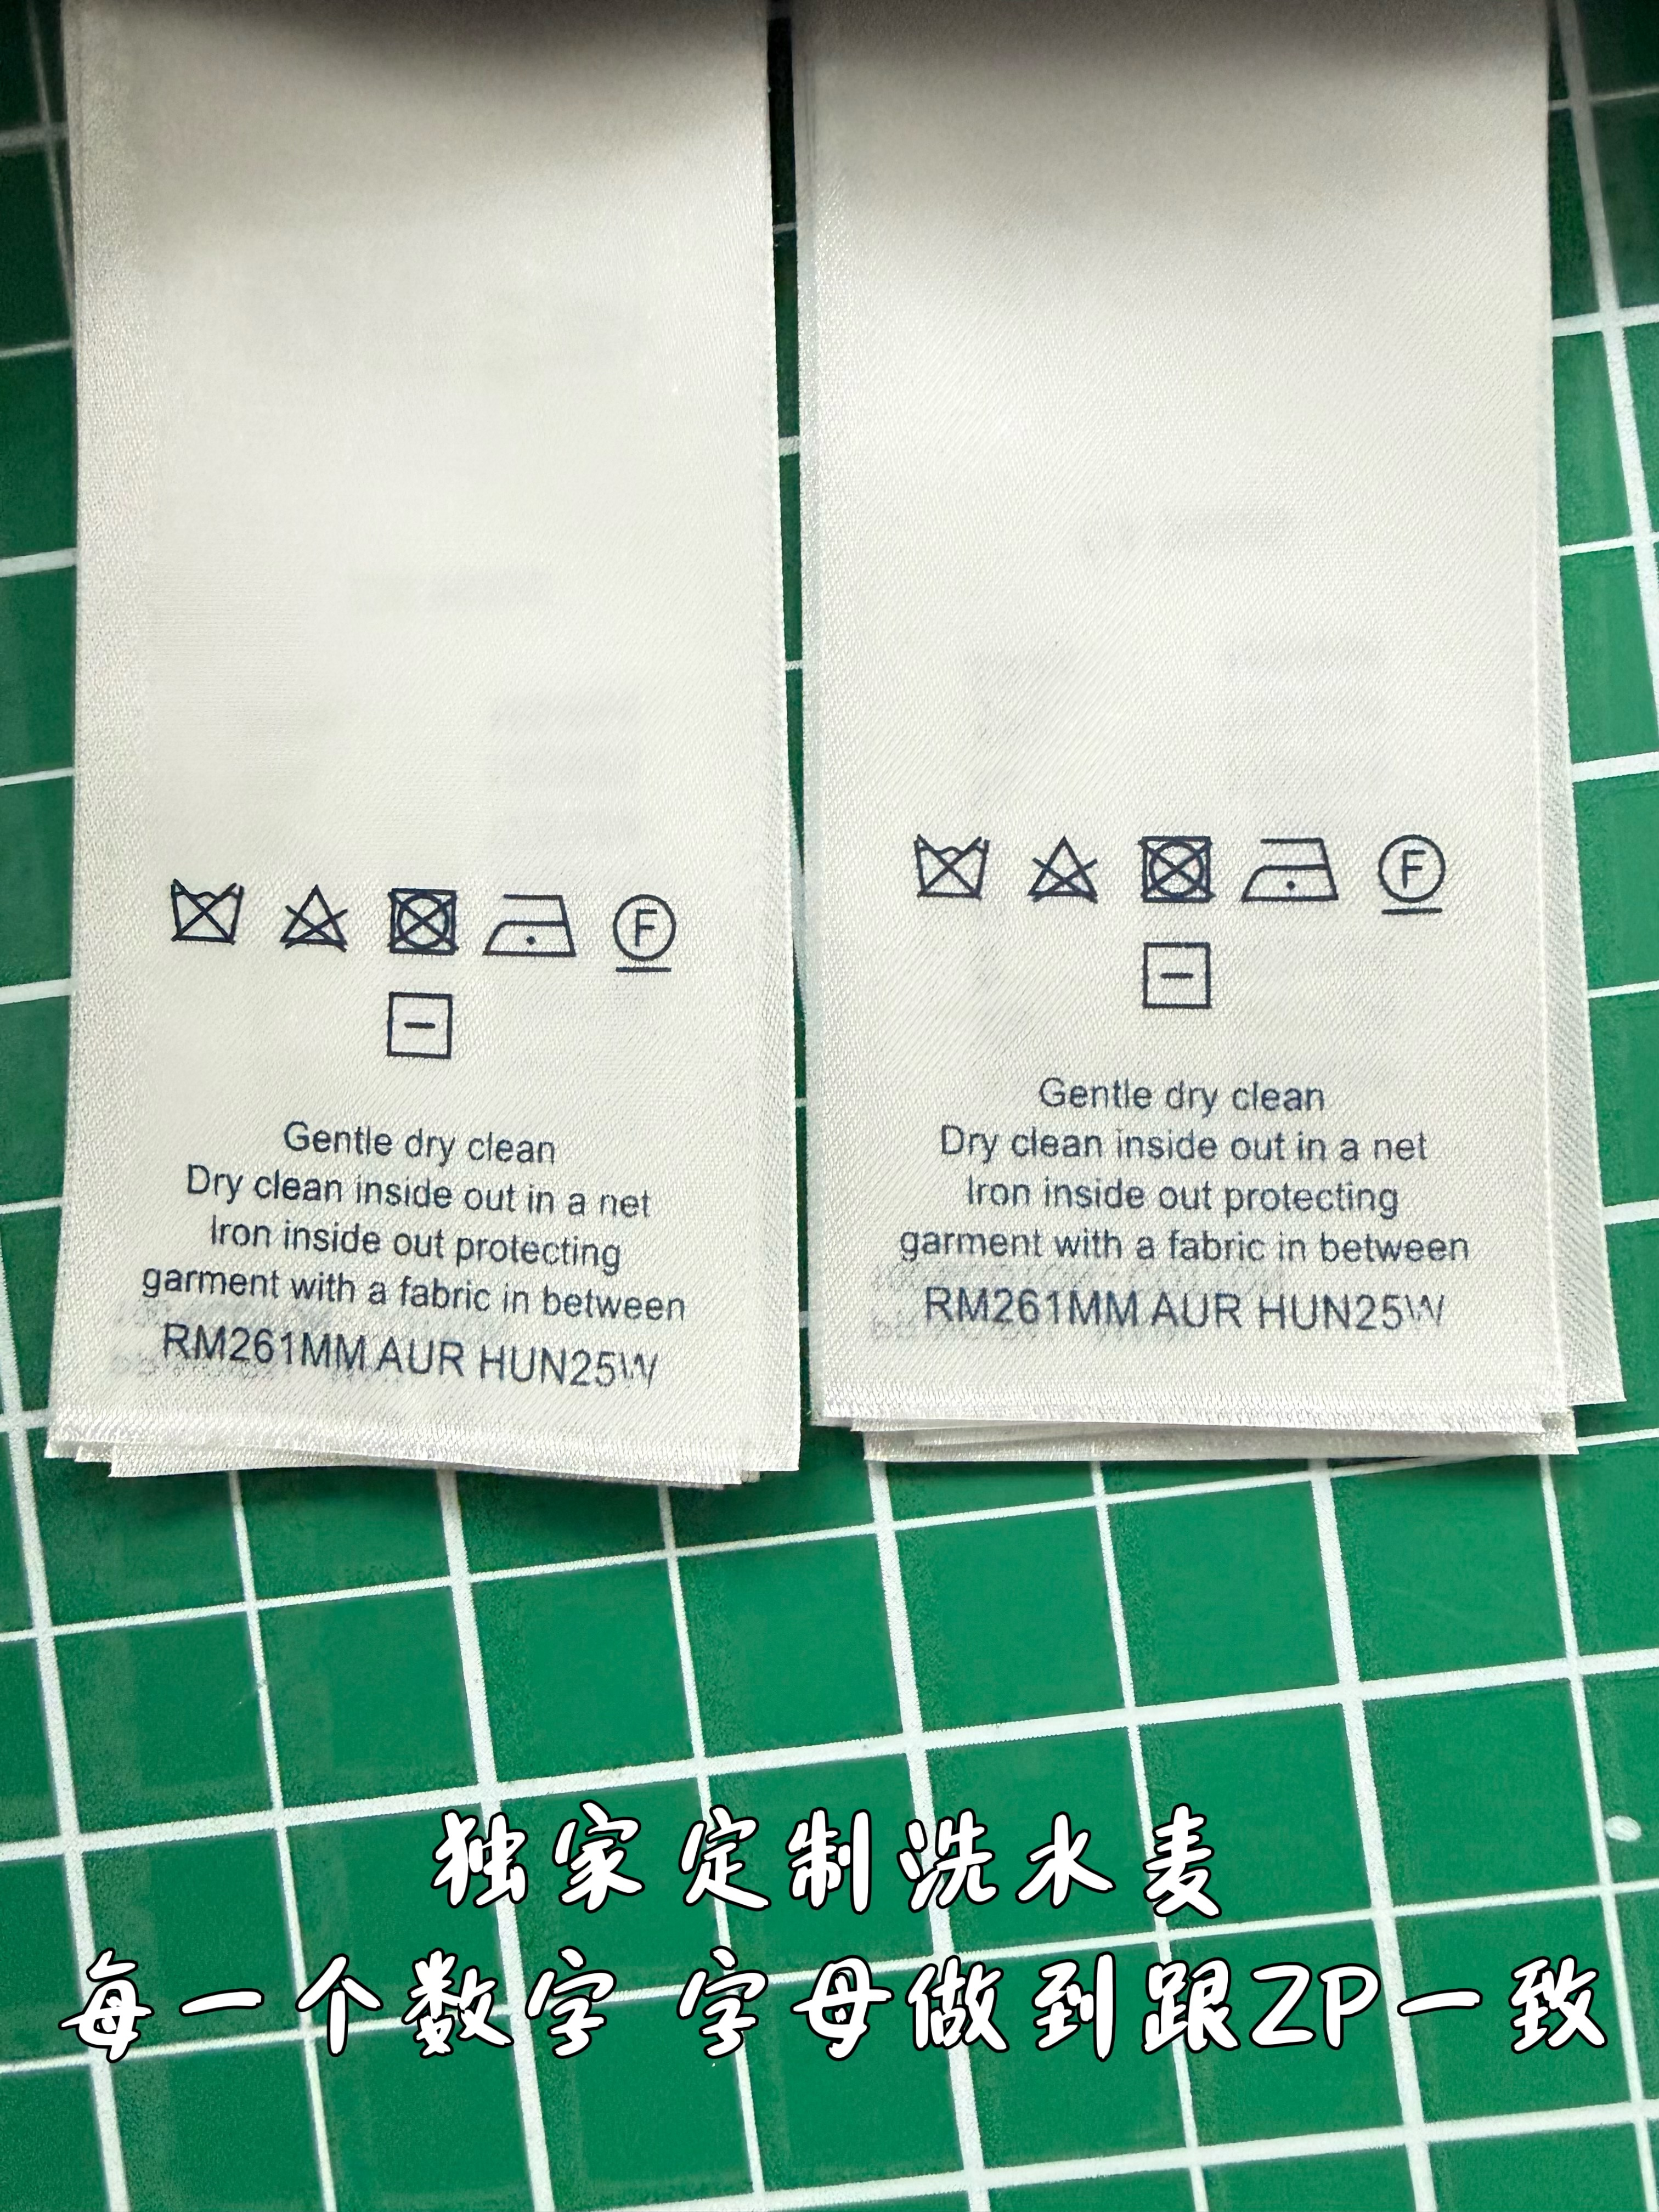 Gentle dry clean
Dry clean inside out in a net
Iron inside out protecting
garment with a fabric in between
RM261MM AUR HUN25W
Gentle dry clean
Dry clean inside out in a net
Iron inside out protecting
garment with a fabric in between
RM261MM AUR HUN25W
独家定制洗水麦
每一个数字 字母做到跟ZP一致